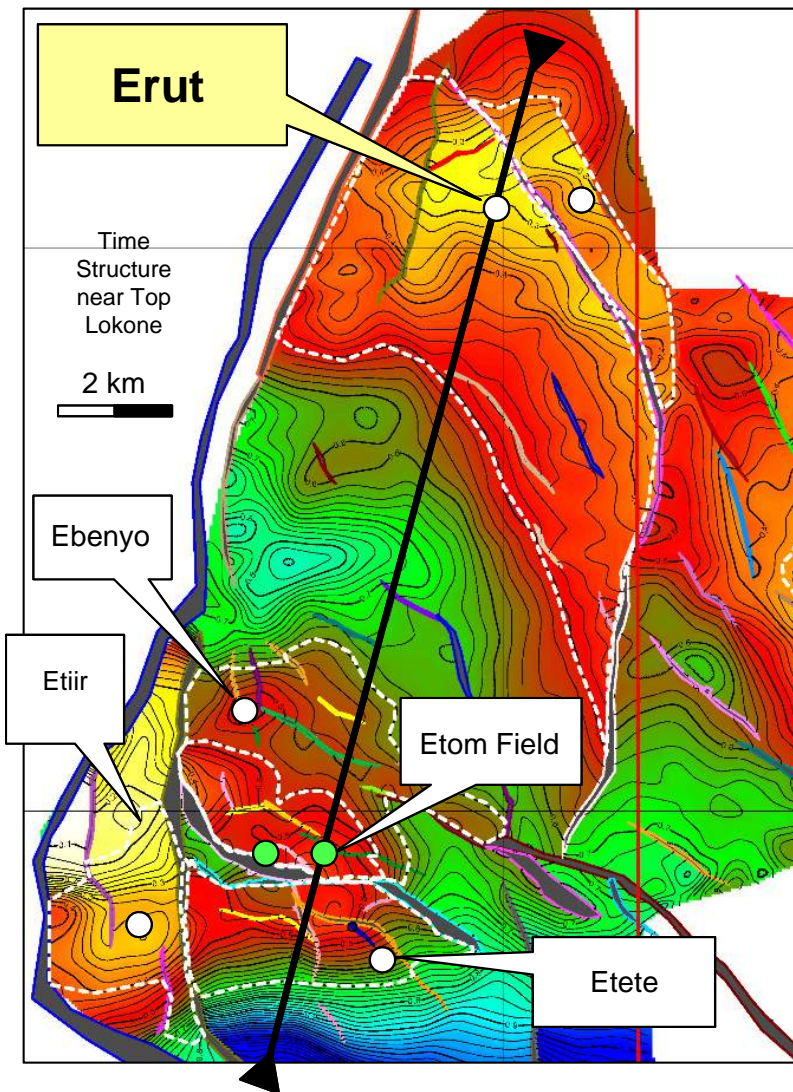 Erut
Time
Structure
near Top
Lokone
2 km
Ebenyo
Etiir
Etom Field
Etete